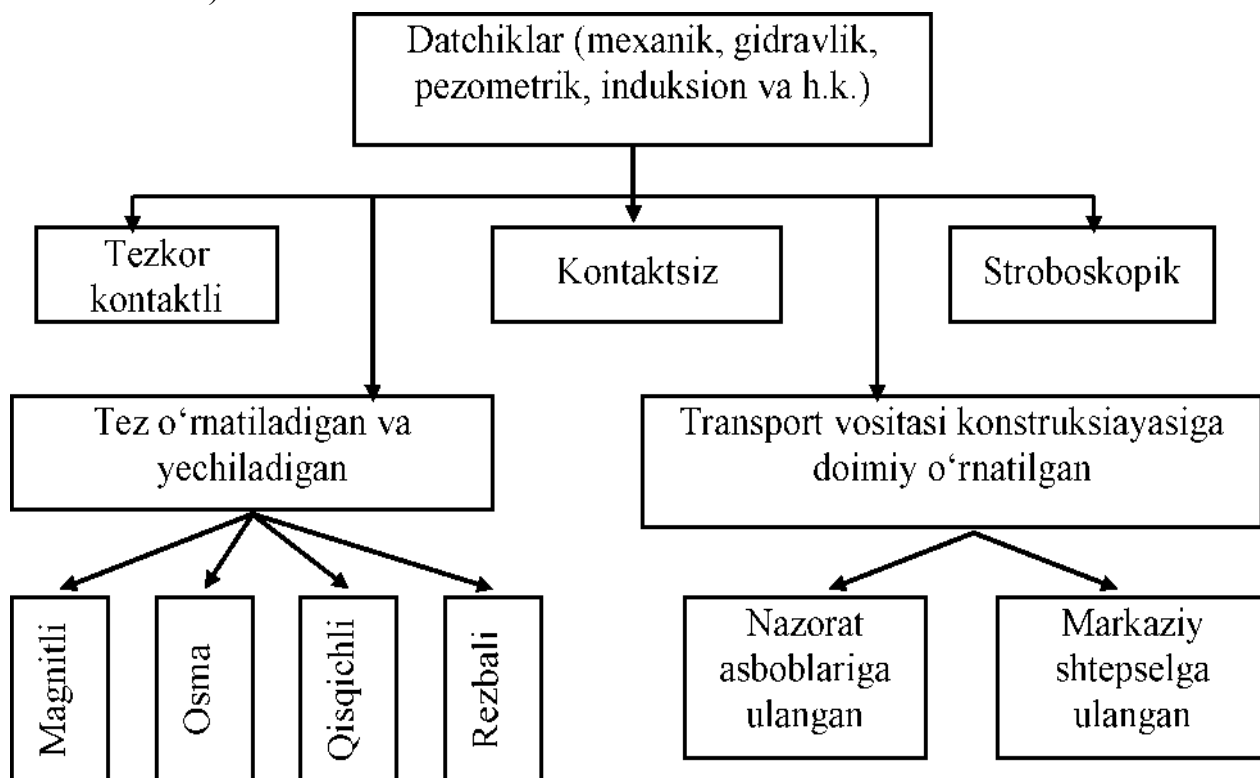 Datchiklar (mexanik, gidravlik,
pezometrik, induksion va h.k.)
Tezkor
kontaktli
Kontaktsiz
Stroboskopik
Tez o‘rnatiladigan va
yechiladigan
Transport vositasi konstruksiayasiga
doimiy o‘rnatilgan
Magnitli
Osma
Qisqichli
Rezbali
Nazorat
asboblariga
ulangan
Markaziy
shtepselga
ulangan